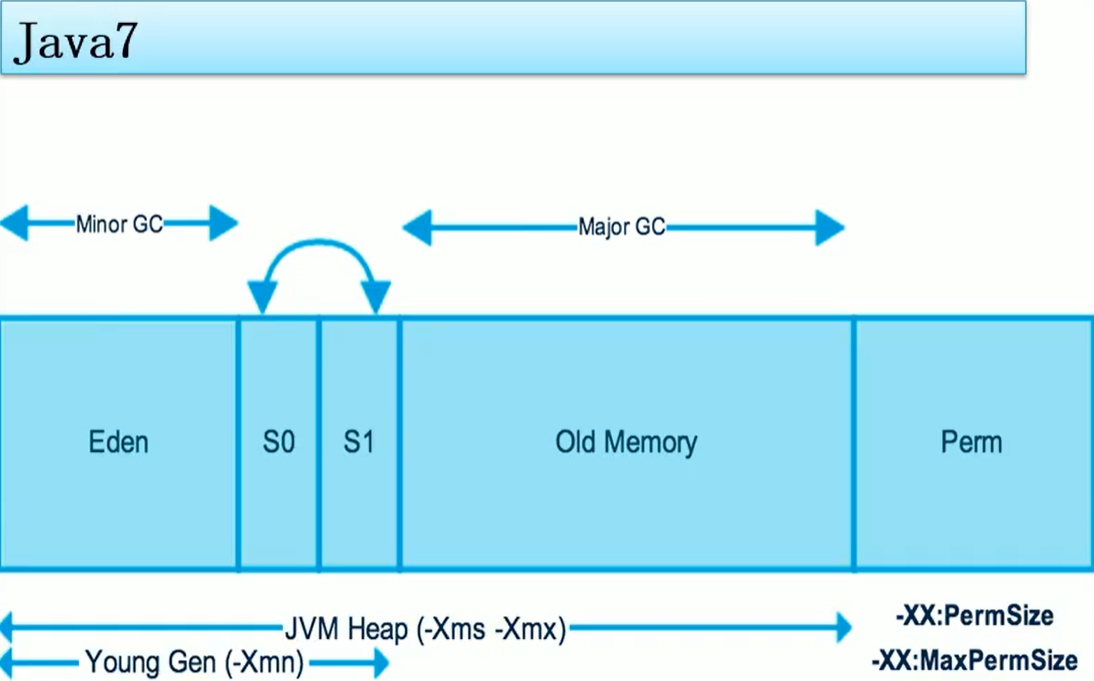 Java7
Minor GC
Major GC
Eden
S0
S1
Old Memory
Perm
JVM Heap (-Xms -Xmx)
-XX:PermSize
Young Gen (-Xmn)
-XX:MaxPermSize